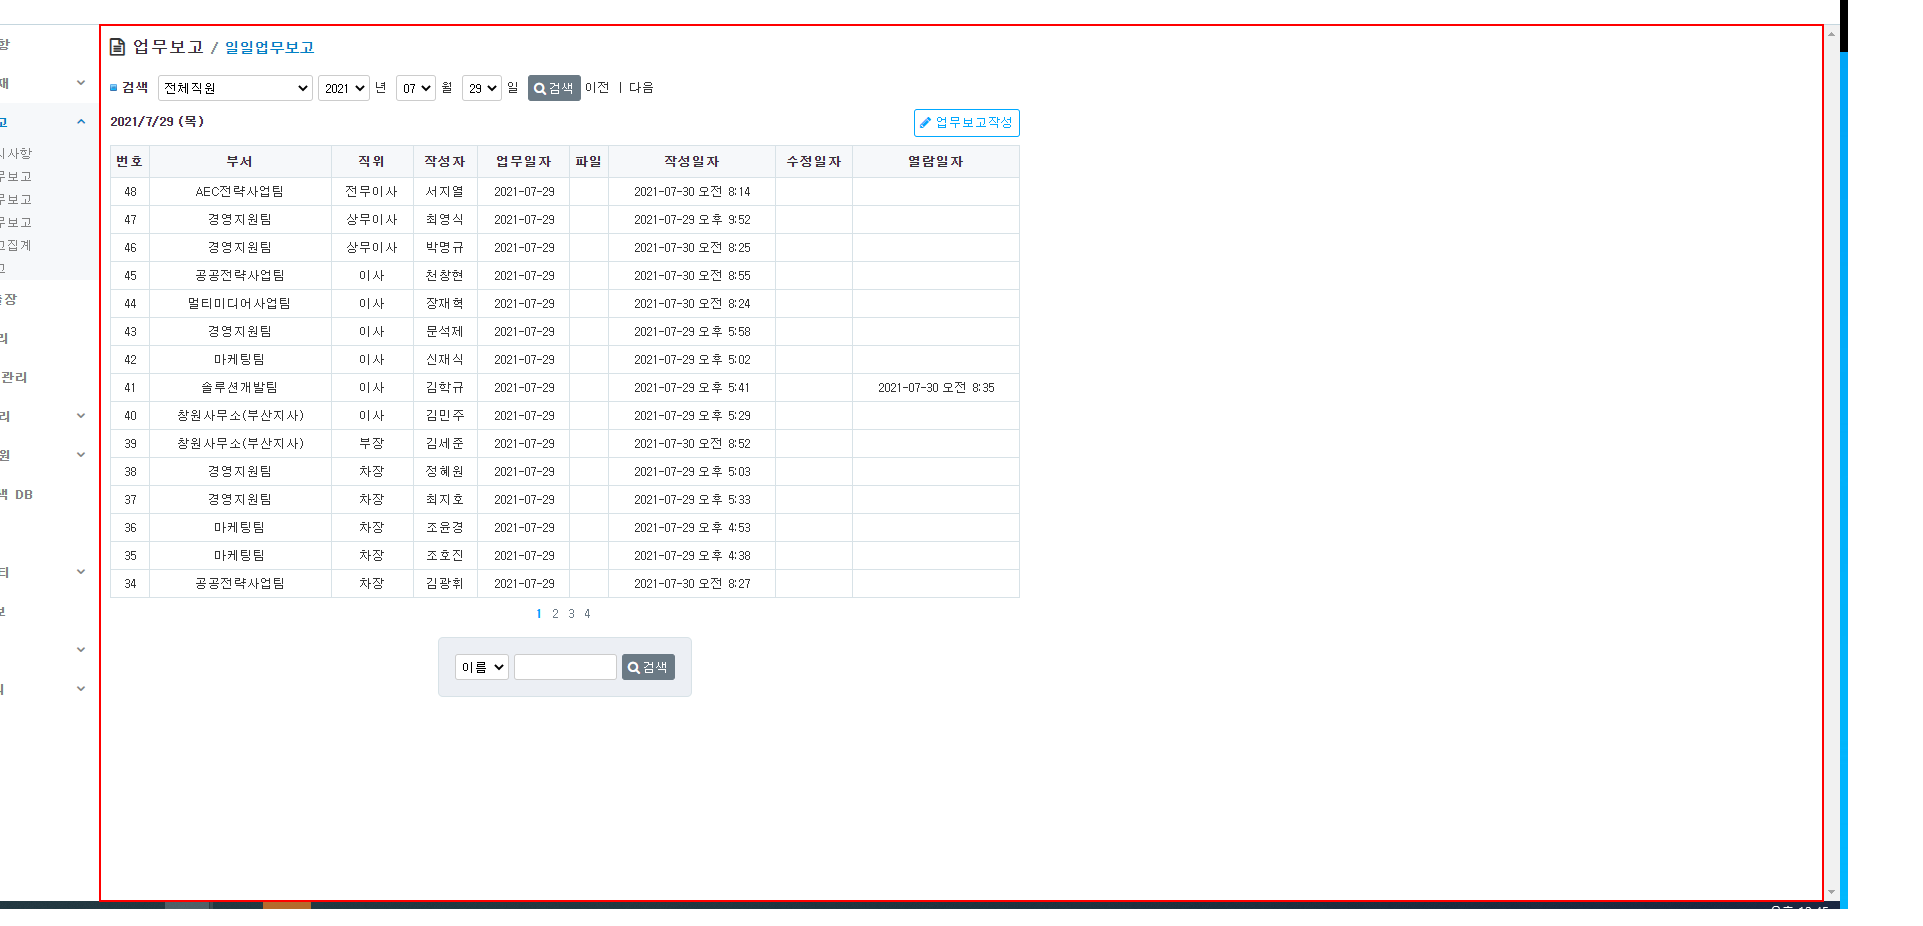 업무보고 / 일일업무보고
검색 전체직원 2021 년 07 월 29 일 검색 이전 | 다음
2021/7/29 (목) 업무보고작성
번호 부서 직위 작성자 업무일자 파일 작성일자 수정일자 열람일자
48 AEC전략사업팀 전무이사 서지열 2021-07-29 2021-07-30 오전 8:14
47 경영지원팀 상무이사 최영식 2021-07-29 2021-07-29 오후 9:52
46 경영지원팀 상무이사 박명규 2021-07-29 2021-07-30 오전 8:25
45 공공전략사업팀 이사 천창현 2021-07-29 2021-07-30 오전 8:55
44 멀티미디어사업팀 이사 장재혁 2021-07-29 2021-07-30 오전 8:24
43 경영지원팀 이사 문석제 2021-07-29 2021-07-29 오후 5:58
42 마케팅팀 이사 신재식 2021-07-29 2021-07-29 오후 5:02
41 솔루션개발팀 이사 김학규 2021-07-29 2021-07-29 오후 5:41 2021-07-30 오전 8:35
40 창원사무소(부산지사) 이사 김민주 2021-07-29 2021-07-29 오후 5:29
39 창원사무소(부산지사) 부장 김세준 2021-07-29 2021-07-30 오전 8:52
38 경영지원팀 차장 정혜원 2021-07-29 2021-07-29 오후 5:03
37 경영지원팀 차장 최지호 2021-07-29 2021-07-29 오후 5:33
36 마케팅팀 차장 조윤경 2021-07-29 2021-07-29 오후 4:53
35 마케팅팀 차장 조호진 2021-07-29 2021-07-29 오후 4:38
34 공공전략사업팀 차장 김광휘 2021-07-29 2021-07-30 오전 8:27
1 2 3 4
이름 검색
항
재
고
시사항
무보고
무보고
무보고
고집계
고
출장
리
관리
리
원
색 DB
티
보